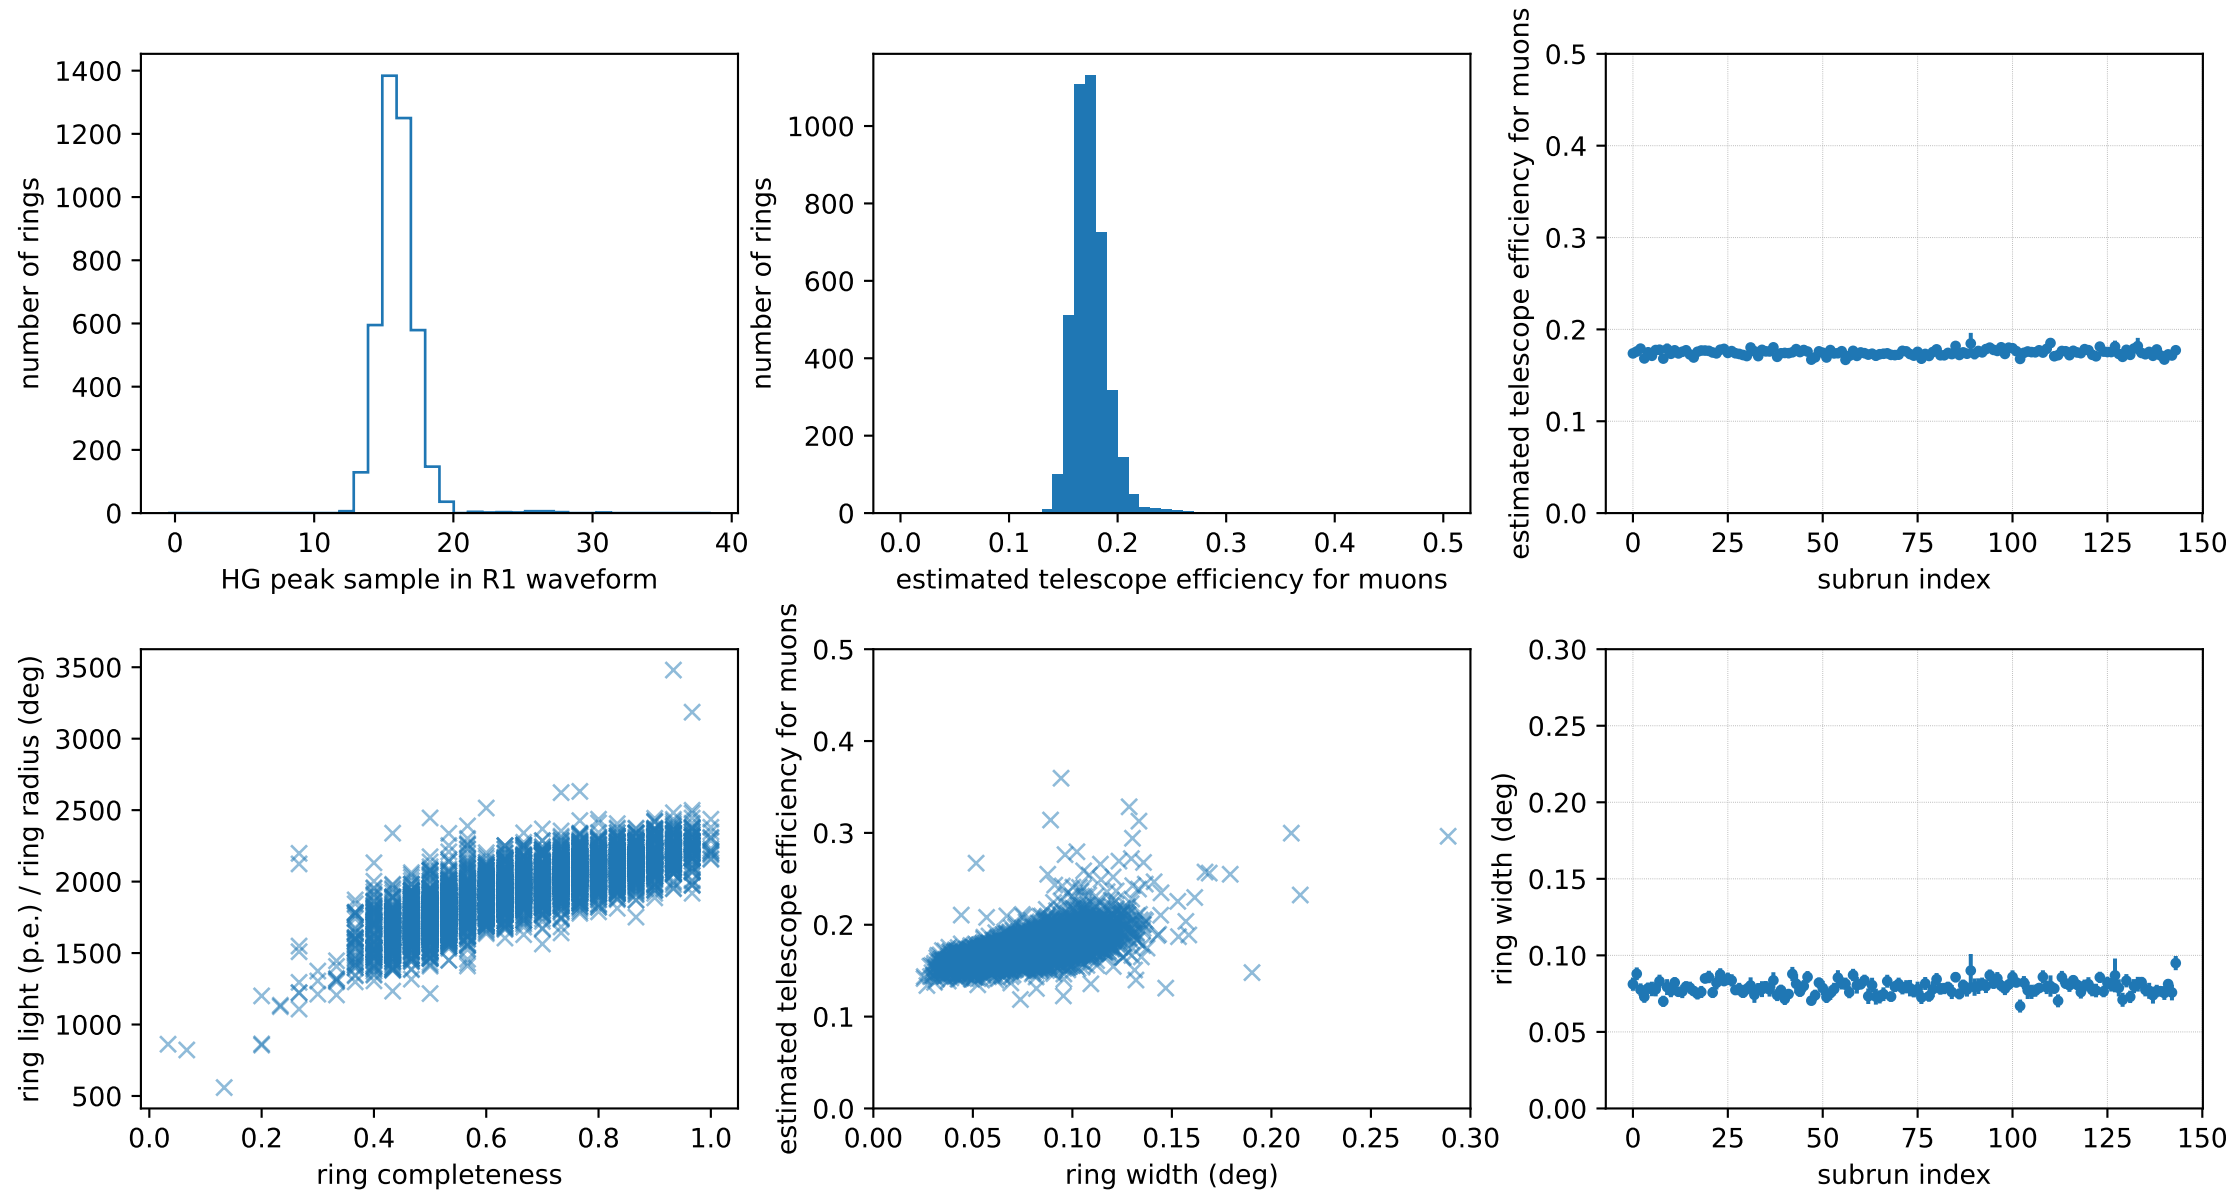 1400
1200
1000
800
600
400
200
0
number of rings
0 10 20 30 40
HG peak sample in R1 waveform
1000
800
600
400
200
0
number of rings
0.0 0.1 0.2 0.3 0.4 0.5
estimated telescope efficiency for muons
0.5
0.4
0.3
0.2
0.1
0.0
estimated telescope efficiency for muons
0 25 50 75 100 125 150
subrun index
3500
3000
2500
2000
1500
1000
500
ring light (p.e.) / ring radius (deg)
0.0 0.2 0.4 0.6 0.8 1.0
ring completeness
0.5
0.4
0.3
0.2
0.1
0.0
estimated telescope efficiency for muons
0.00 0.05 0.10 0.15 0.20 0.25 0.30
ring width (deg)
0.30
0.25
0.20
0.15
0.10
0.05
0.00
ring width (deg)
0 25 50 75 100 125 150
subrun index